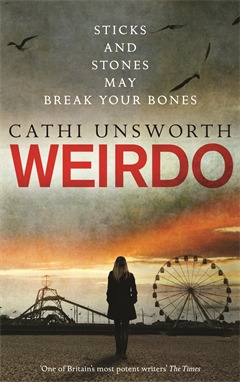 STICKS
AND
STONES
MAY
BREAK YOUR BONES
CATHI UNSWORTH
WEIRDO
'One of Britain's most potent writers' The Times